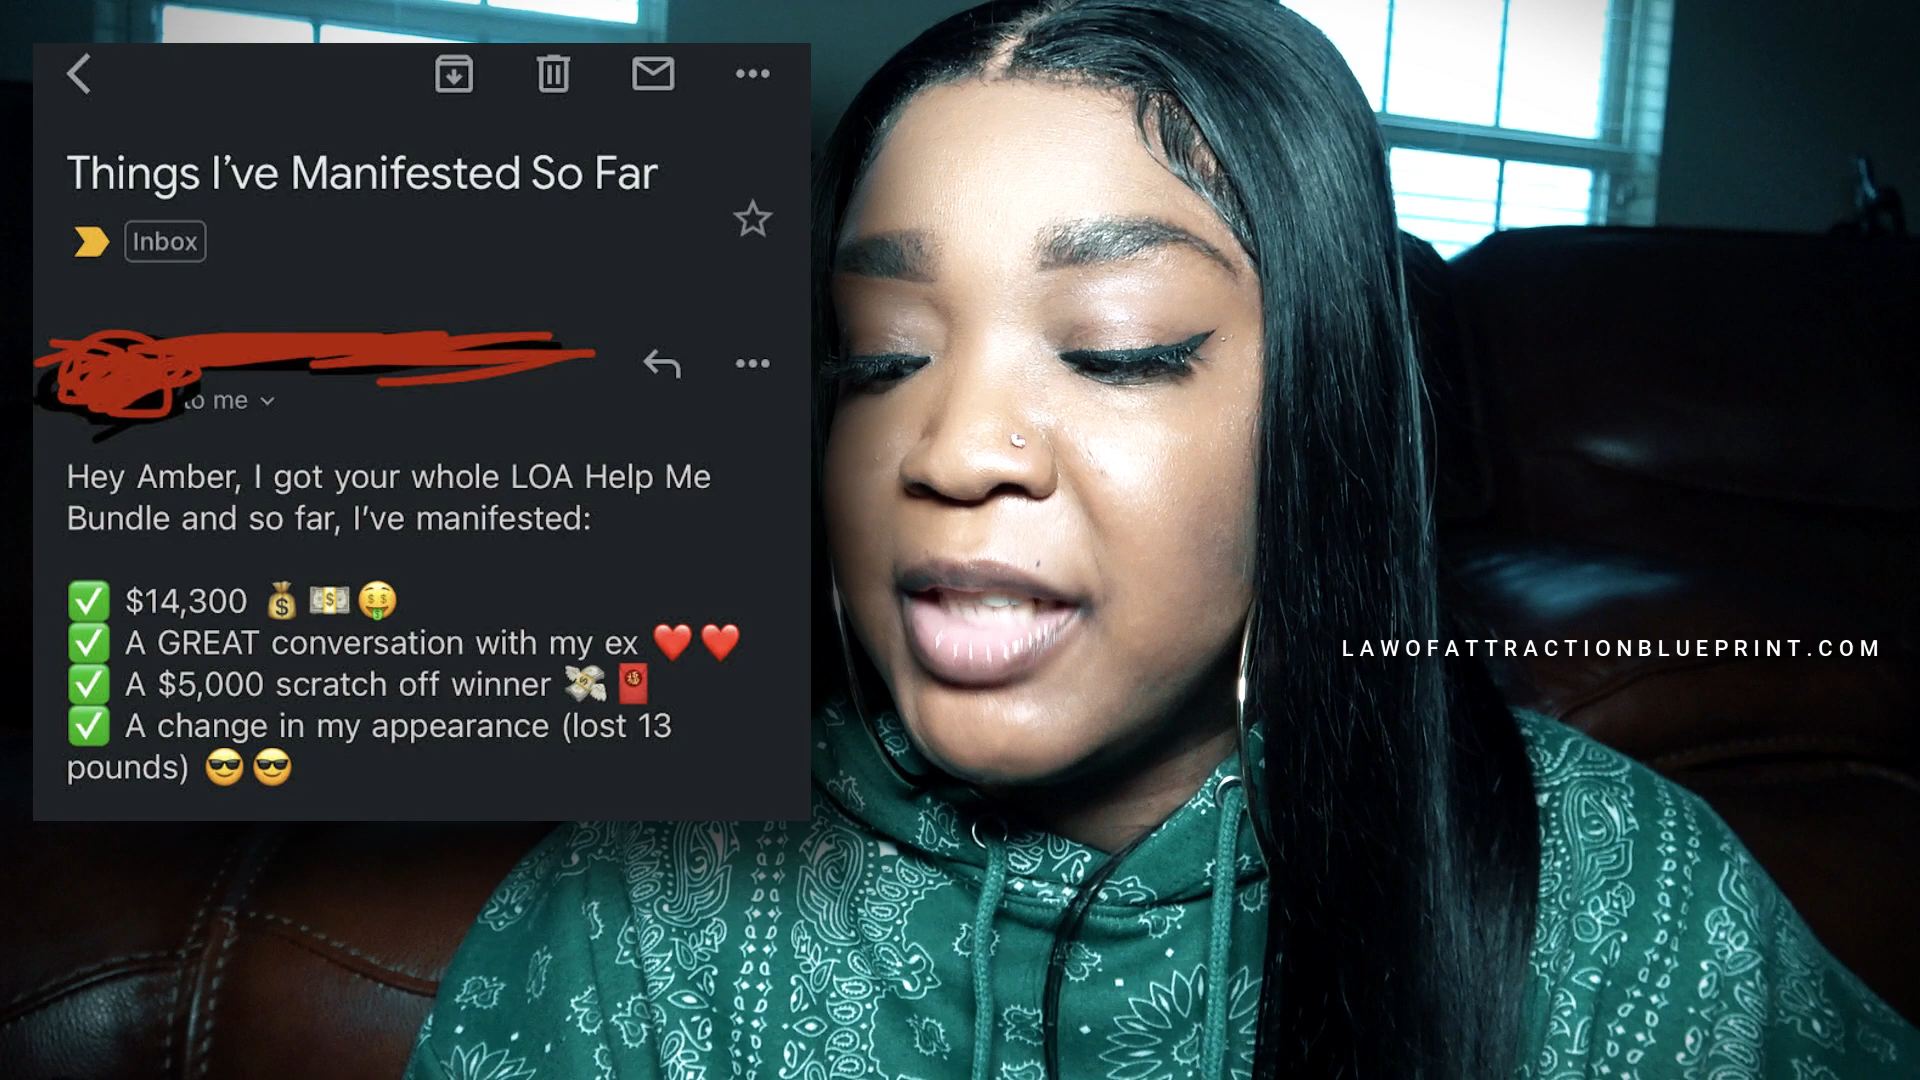 Things I’ve Manifested So Far
Inbox
to me
Hey Amber, I got your whole LOA Help Me
Bundle and so far, I’ve manifested:
✅ $14,300 💰 💵 🤑
✅ A GREAT conversation with my ex ❤️ ❤️
✅ A $5,000 scratch off winner 💸 🧧
✅ A change in my appearance (lost 13
pounds) 😎 😎
LAWOFATTRACTIONBLUEPRINT.COM